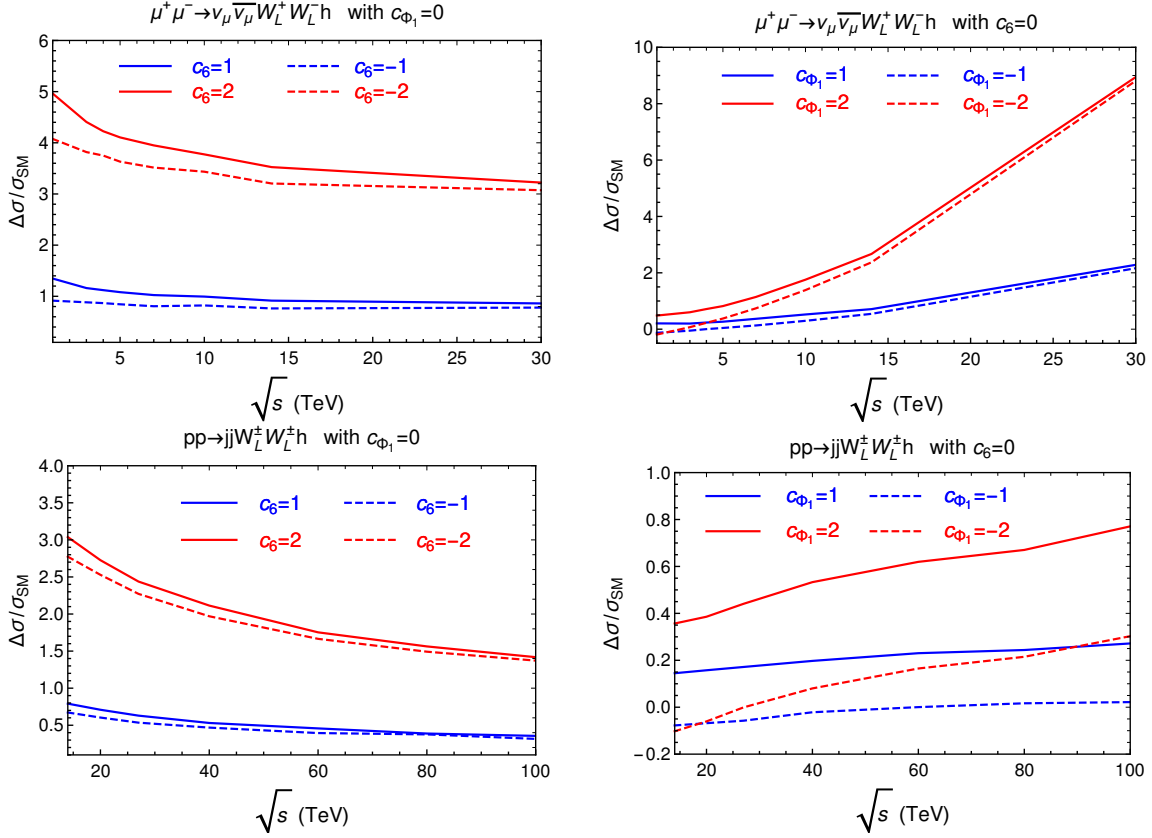 μ⁺μ⁻→ν_μ ν̅_μ W_L⁺ W_L⁻ h with c_Φ₁=0
c₆=1 c₆=-1
c₆=2 c₆=-2
6
5
4
3
2
1
Δσ/σ_SM
5 10 15 20 25 30
√s (TeV)
μ⁺μ⁻→ν_μ ν̅_μ W_L⁺ W_L⁻ h with c₆=0
c_Φ₁=1 c_Φ₁=-1
c_Φ₁=2 c_Φ₁=-2
10
8
6
4
2
0
Δσ/σ_SM
5 10 15 20 25 30
√s (TeV)
pp→jjW_L^± W_L^± h with c_Φ₁=0
c₆=1 c₆=-1
c₆=2 c₆=-2
4.0
3.5
3.0
2.5
2.0
1.5
1.0
0.5
Δσ/σ_SM
20 40 60 80 100
√s (TeV)
pp→jjW_L^± W_L^± h with c₆=0
c_Φ₁=1 c_Φ₁=-1
c_Φ₁=2 c_Φ₁=-2
1.0
0.8
0.6
0.4
0.2
0.0
-0.2
Δσ/σ_SM
20 40 60 80 100
√s (TeV)